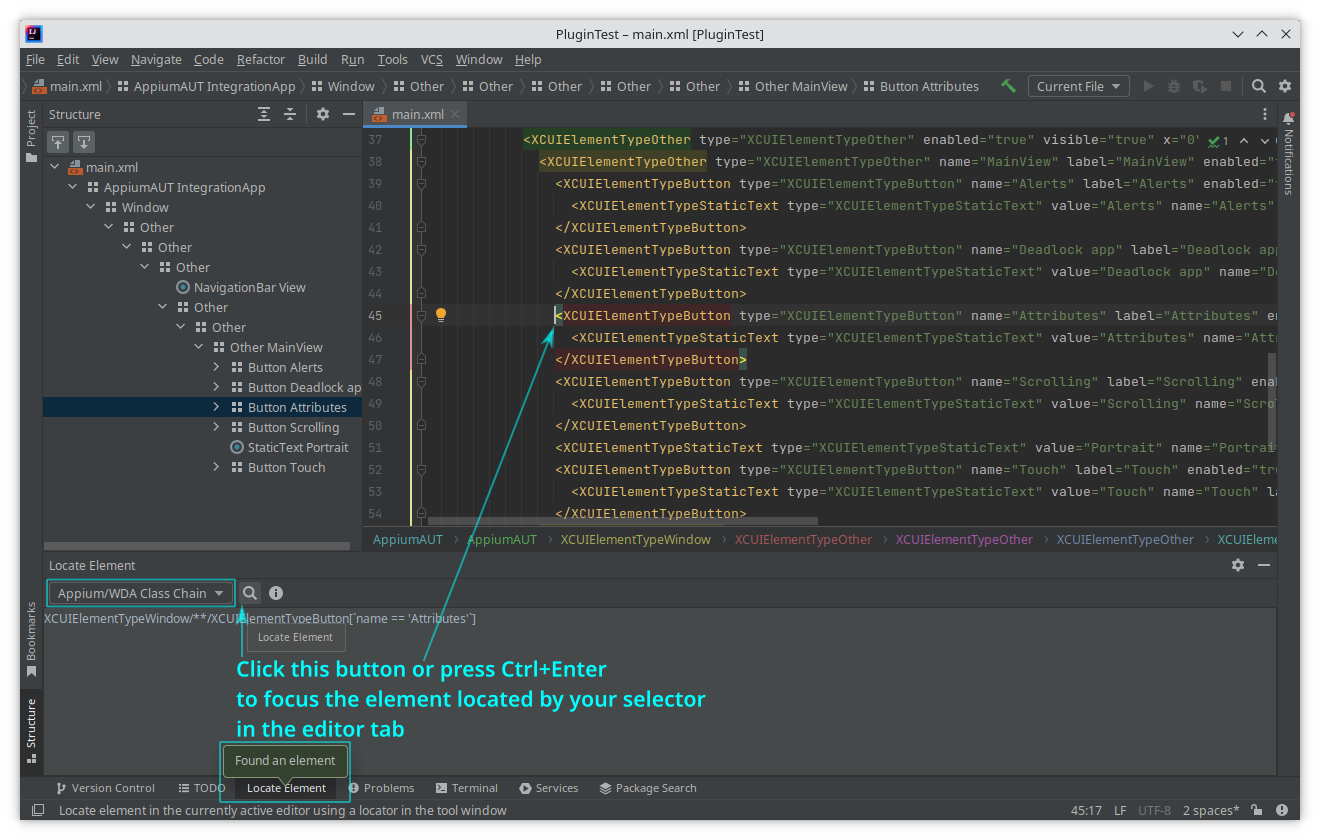 PluginTest – main.xml [PluginTest]
File Edit View Navigate Code Refactor Build Run Tools VCS Window Help
main.xml AppiumAUT IntegrationApp Window Other Other Other Other Other Other MainView Button Attributes Current File
Project
Structure
main.xml
AppiumAUT IntegrationApp
Window
Other
Other
Other
NavigationBar View
Other
Other
Other MainView
Button Alerts
Button Deadlock ap
Button Attributes
Button Scrolling
StaticText Portrait
Button Touch
main.xml
37 <XCUIElementTypeOther type="XCUIElementTypeOther" enabled="true" visible="true" x="0" 1
38 <XCUIElementTypeOther type="XCUIElementTypeOther" name="MainView" label="MainView" enabled="
39 <XCUIElementTypeButton type="XCUIElementTypeButton" name="Alerts" label="Alerts" enabled="
40 <XCUIElementTypeStaticText type="XCUIElementTypeStaticText" value="Alerts" name="Alerts"
41 </XCUIElementTypeButton>
42 <XCUIElementTypeButton type="XCUIElementTypeButton" name="Deadlock app" label="Deadlock ap
43 <XCUIElementTypeStaticText type="XCUIElementTypeStaticText" value="Deadlock app" name="De
44 </XCUIElementTypeButton>
45 <XCUIElementTypeButton type="XCUIElementTypeButton" name="Attributes" label="Attributes" en
46 <XCUIElementTypeStaticText type="XCUIElementTypeStaticText" value="Attributes" name="Att
47 </XCUIElementTypeButton>
48 <XCUIElementTypeButton type="XCUIElementTypeButton" name="Scrolling" label="Scrolling" ena
49 <XCUIElementTypeStaticText type="XCUIElementTypeStaticText" value="Scrolling" name="Scro
50 </XCUIElementTypeButton>
51 <XCUIElementTypeStaticText type="XCUIElementTypeStaticText" value="Portrait" name="Portrai
52 <XCUIElementTypeButton type="XCUIElementTypeButton" name="Touch" label="Touch" enabled="tr
53 <XCUIElementTypeStaticText type="XCUIElementTypeStaticText" value="Touch" name="Touch" la
54 </XCUIElementTypeButton>
Notifications
AppiumAUT AppiumAUT XCUIElementTypeWindow XCUIElementTypeOther XCUIElementTypeOther XCUIElementTypeOther XCUIEleme
Locate Element
Appium/WDA Class Chain
XCUIElementTypeWindow/**/XCUIElementTypeButton[`name == 'Attributes'`]
Locate Element
Click this button or press Ctrl+Enter
to focus the element located by your selector
in the editor tab
Found an element
Bookmarks
Structure
Version Control TODO Locate Element Problems Terminal Services Package Search
Locate element in the currently active editor using a locator in the tool window 45:17 LF UTF-8 2 spaces*